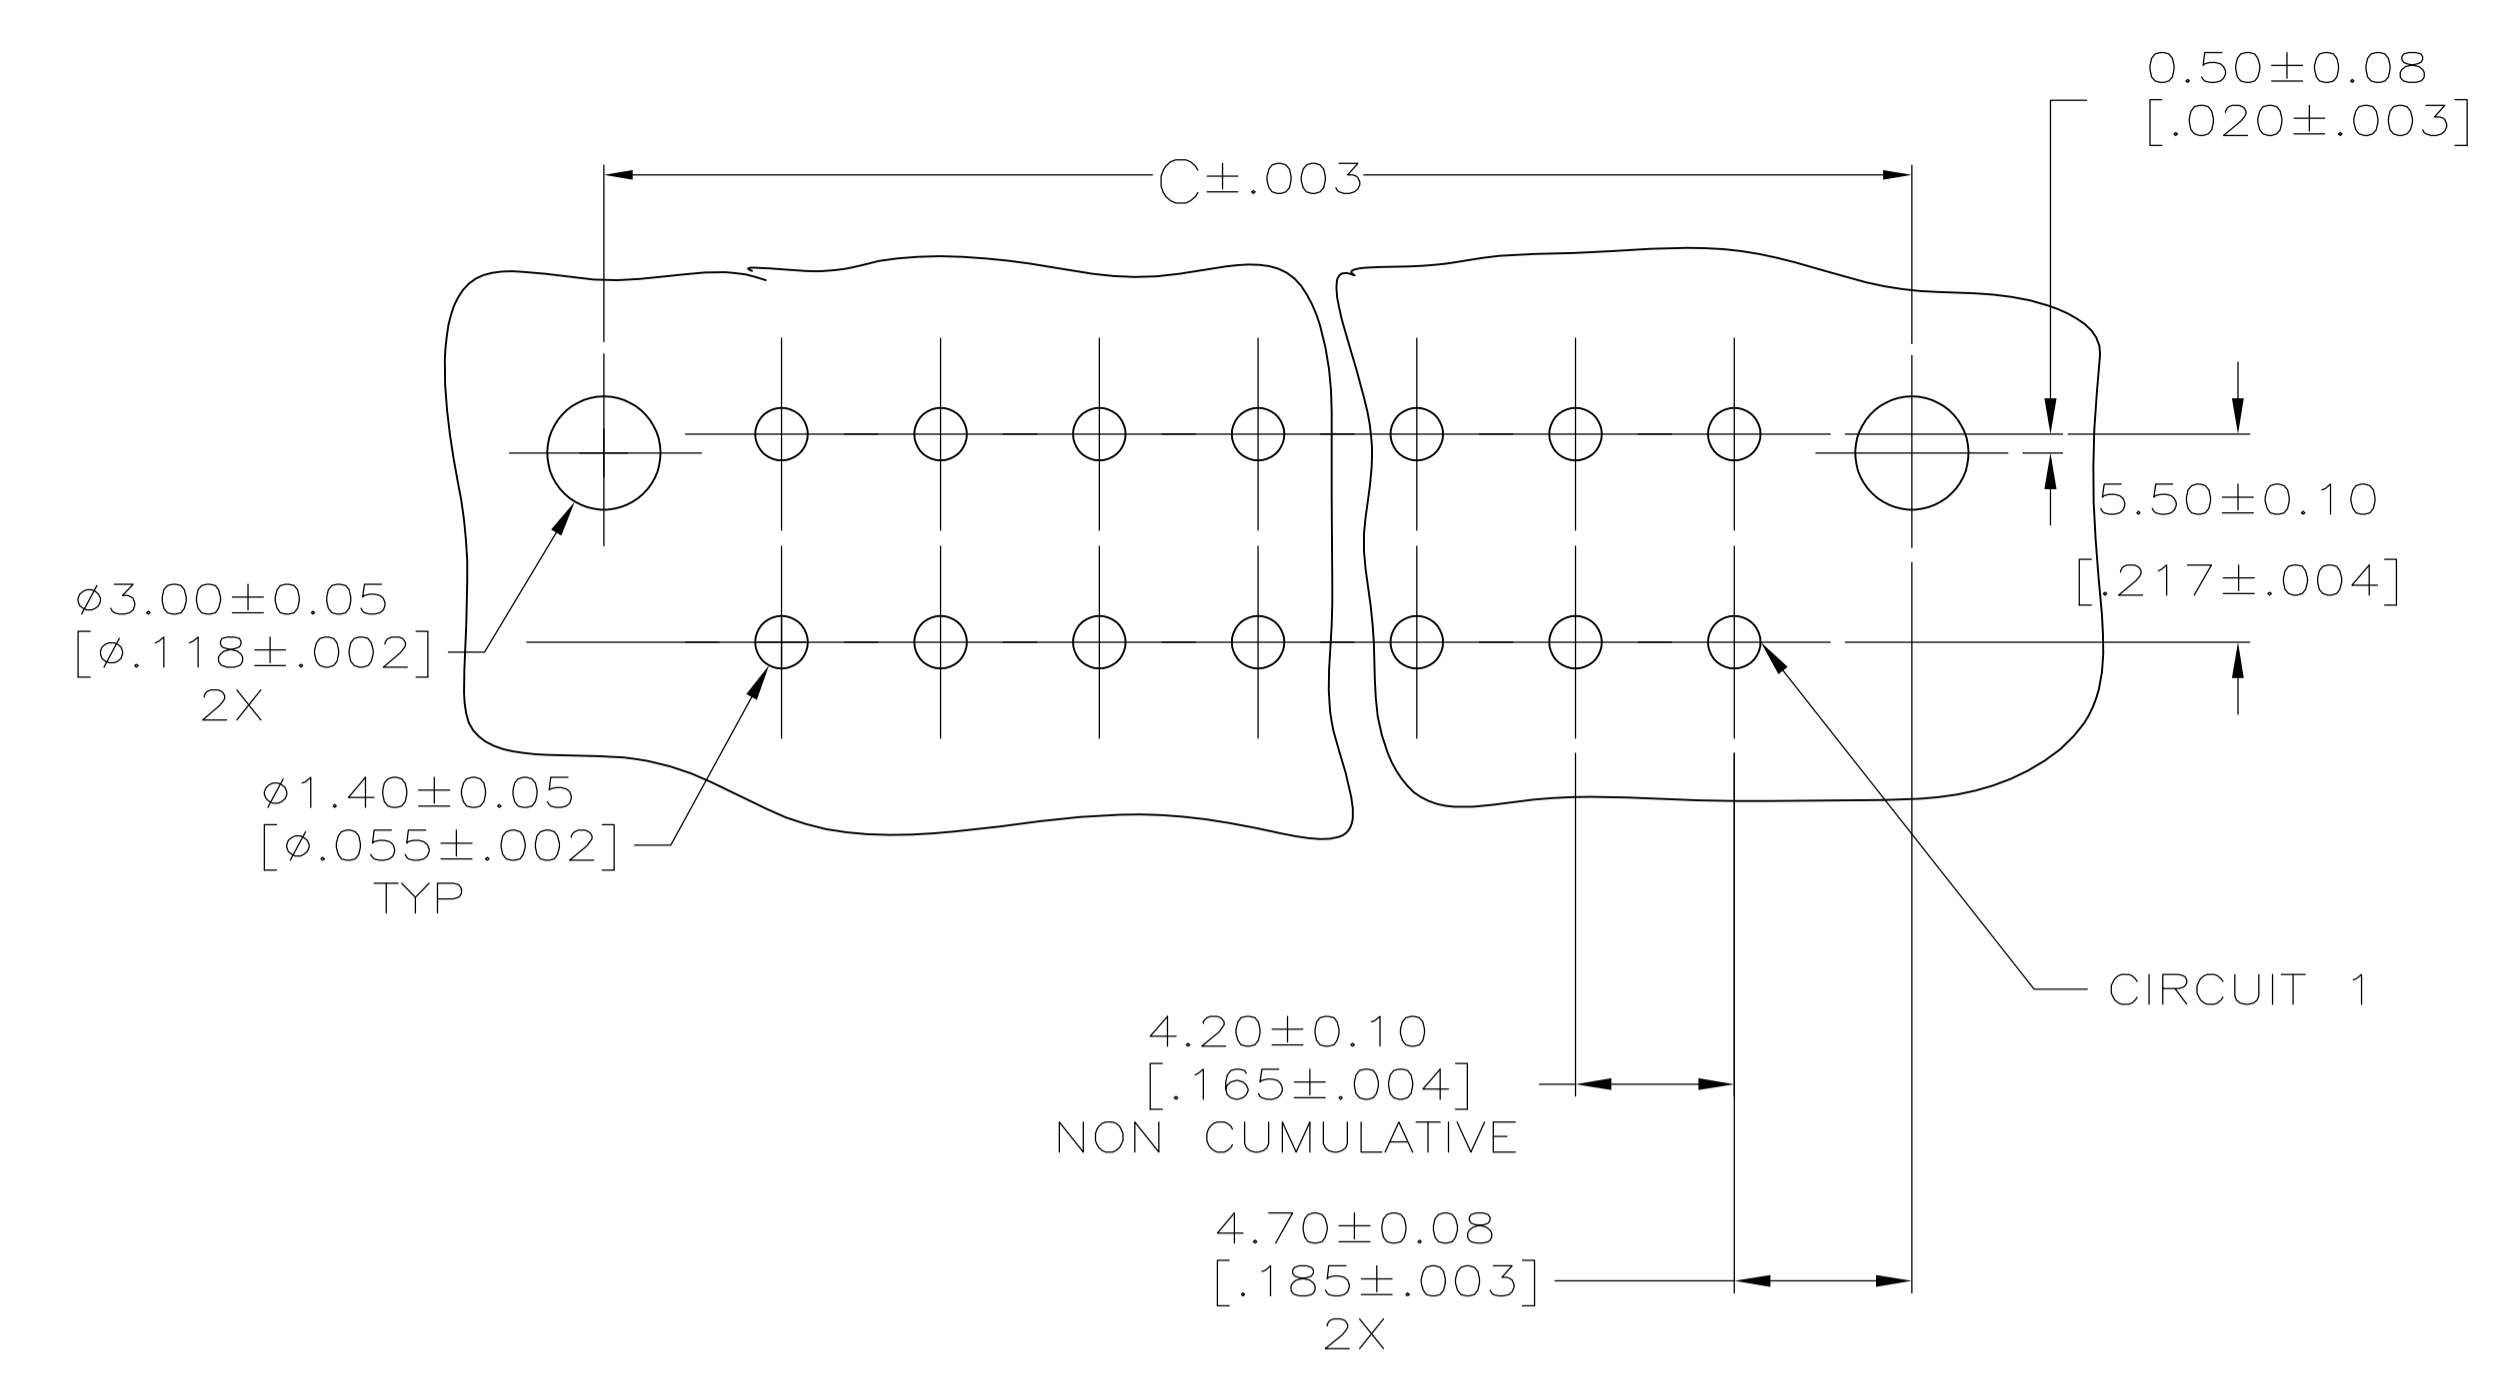 0.50±0.08
[.020±.003]
C±.003
5.50±0.10
[.217±.004]
ø3.00±0.05
[ø.118±.002]
2X
ø1.40±0.05
[ø.055±.002]
TYP
CIRCUIT 1
4.20±0.10
[.165±.004]
NON CUMULATIVE
4.70±0.08
[.185±.003]
2X